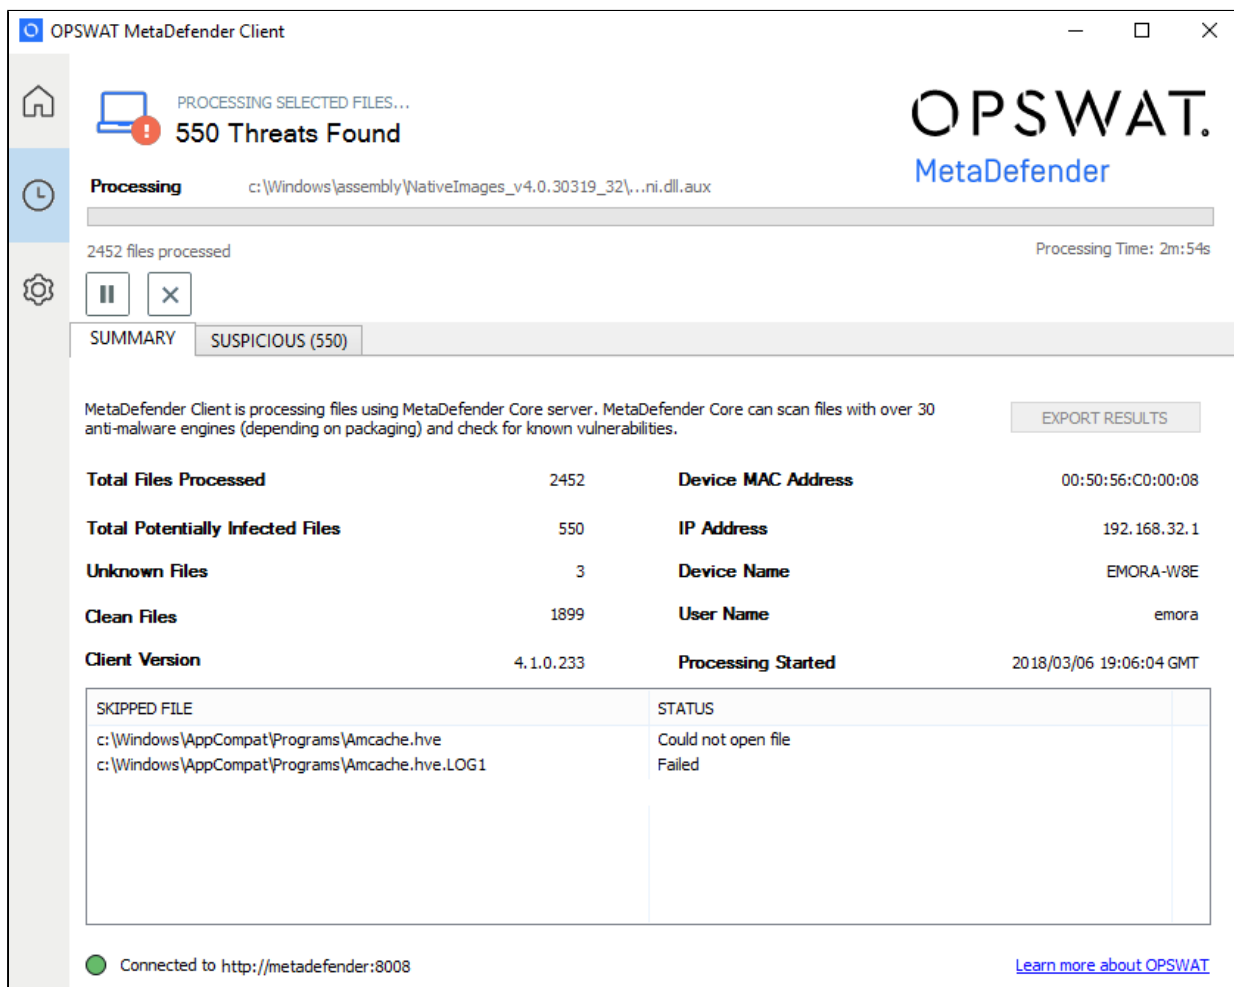 OPSWAT MetaDefender Client
PROCESSING SELECTED FILES...
550 Threats Found
OPSWAT.
MetaDefender
Processing c:\Windows\assembly\NativeImages_v4.0.30319_32\...ni.dll.aux
2452 files processed
Processing Time: 2m:54s
SUMMARY
SUSPICIOUS (550)
MetaDefender Client is processing files using MetaDefender Core server. MetaDefender Core can scan files with over 30
anti-malware engines (depending on packaging) and check for known vulnerabilities.
EXPORT RESULTS
Total Files Processed 2452 Device MAC Address 00:50:56:C0:00:08
Total Potentially Infected Files 550 IP Address 192.168.32.1
Unknown Files 3 Device Name EMORA-W8E
Clean Files 1899 User Name emora
Client Version 4.1.0.233 Processing Started 2018/03/06 19:06:04 GMT
SKIPPED FILE STATUS
c:\Windows\AppCompat\Programs\Amcache.hve Could not open file
c:\Windows\AppCompat\Programs\Amcache.hve.LOG1 Failed
Connected to http://metadefender:8008
Learn more about OPSWAT